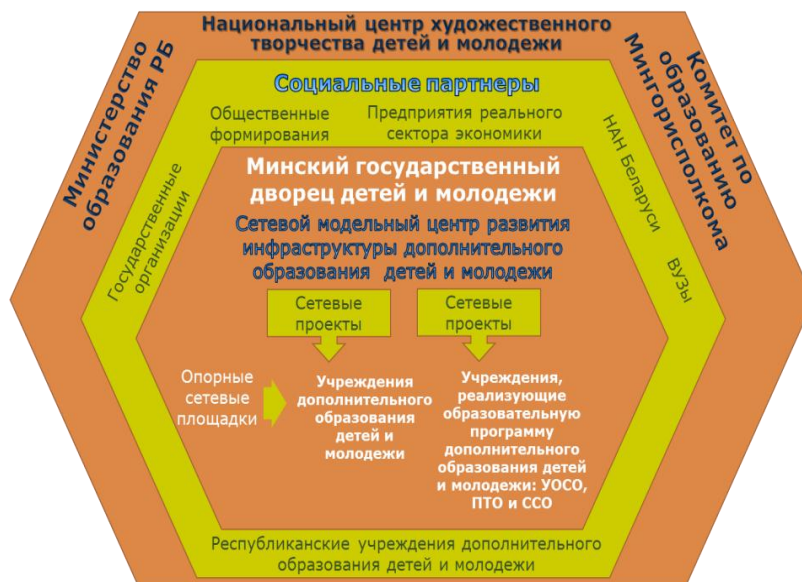 Национальный центр художественного
творчества детей и молодежи
Министерство
образования РБ
Комитет по
образованию
Мингорисполкома
Социальные партнеры
Общественные
формирования
Предприятия реального
сектора экономики
Государственные
организации
НАН Беларуси
ВУЗы
Минский государственный
дворец детей и молодежи
Сетевой модельный центр развития
инфраструктуры дополнительного
образования детей и молодежи
Сетевые
проекты
Сетевые
проекты
Опорные
сетевые
площадки
Учреждения
дополнительного
образования
детей и
молодежи
Учреждения,
реализующие
образовательную
программу
дополнительного
образования детей
и молодежи: УОСО,
ПТО и ССО
Республиканские учреждения дополнительного
образования детей и молодежи